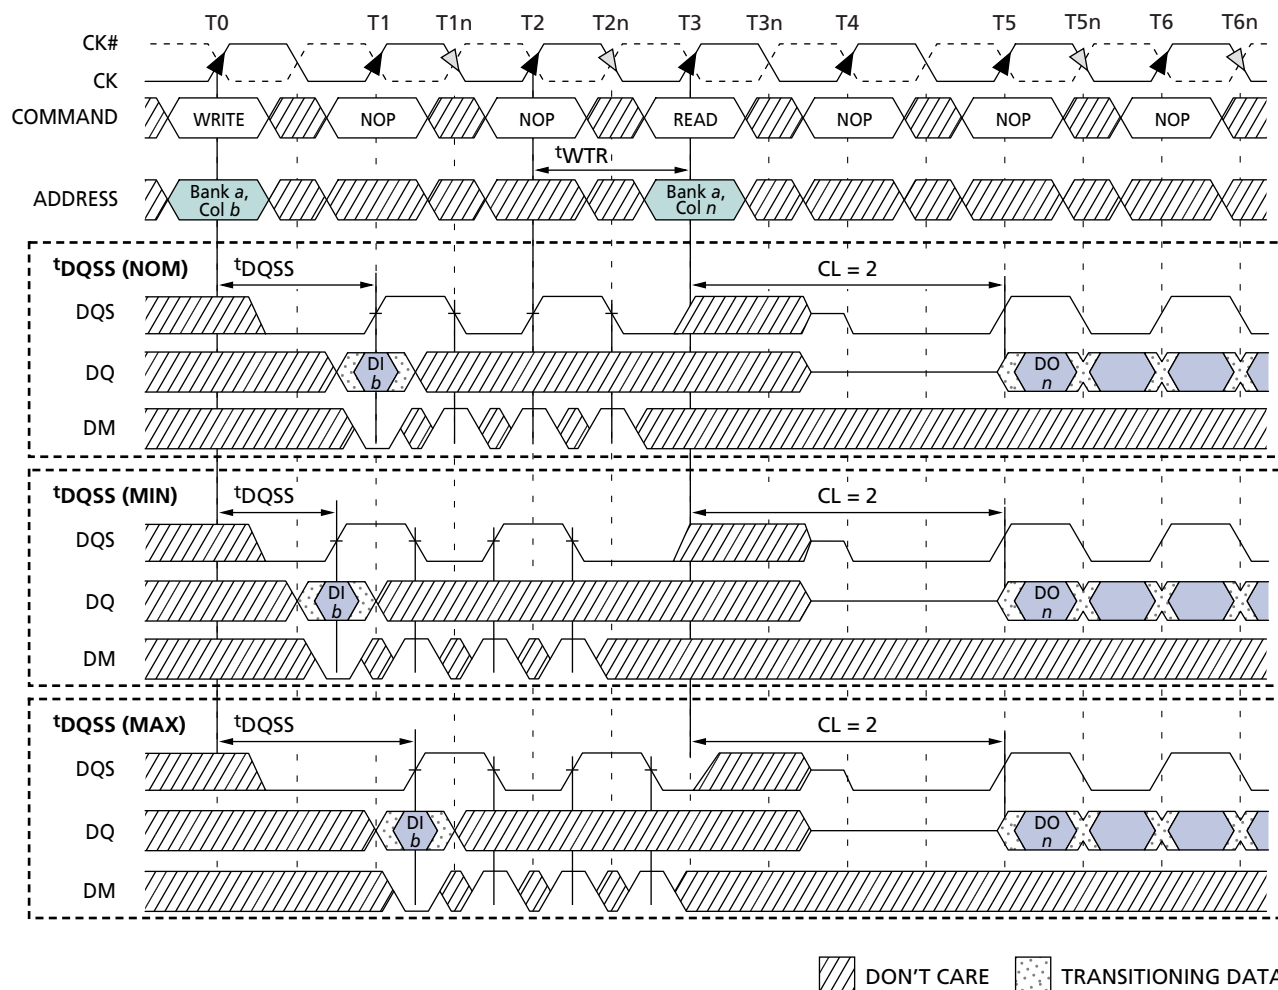 T0 T1 T1n T2 T2n T3 T3n T4 T5 T5n T6 T6n
CK#
CK
COMMAND WRITE NOP NOP READ NOP NOP NOP
tWTR
ADDRESS Bank a, Col b Bank a, Col n
tDQSS (NOM) tDQSS CL = 2
DQS
DQ DI b DO n
DM
tDQSS (MIN) tDQSS CL = 2
DQS
DQ DI b DO n
DM
tDQSS (MAX) tDQSS CL = 2
DQS
DQ DI b DO n
DM
DON'T CARE TRANSITIONING DATA